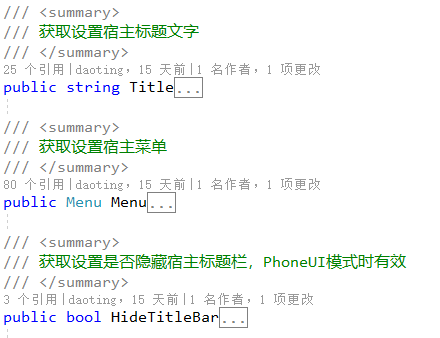 /// <summary>
/// 获取设置宿主标题文字
/// </summary>
25 个引用|daoting，15 天前|1 名作者，1 项更改
public string Title...
/// <summary>
/// 获取设置宿主菜单
/// </summary>
80 个引用|daoting，15 天前|1 名作者，1 项更改
public Menu Menu...
/// <summary>
/// 获取设置是否隐藏宿主标题栏，PhoneUI模式时有效
/// </summary>
3 个引用|daoting，15 天前|1 名作者，1 项更改
public bool HideTitleBar...